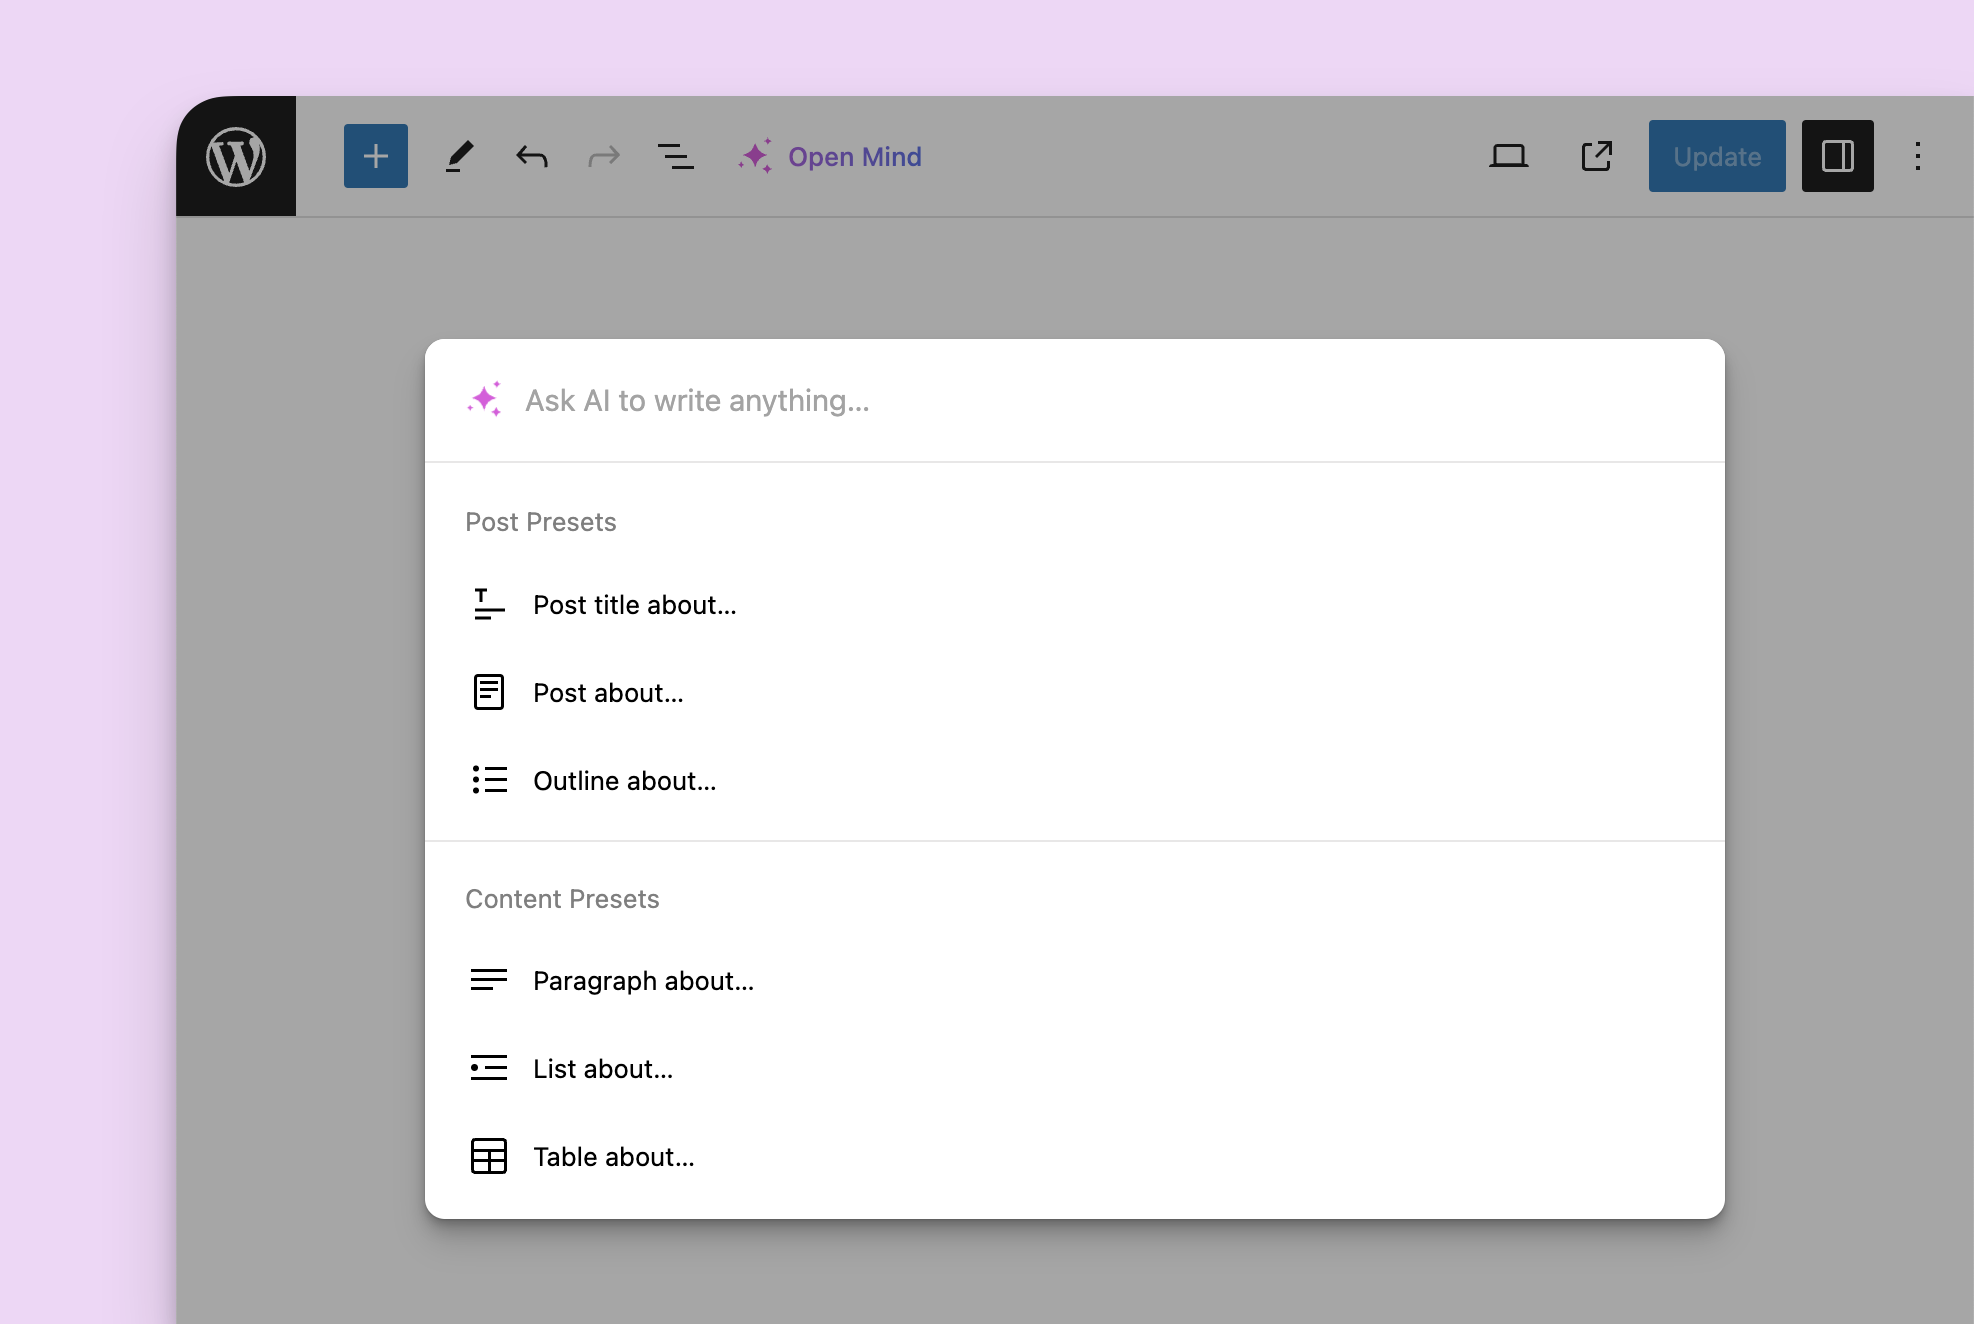 Open Mind
Update
Ask AI to write anything...
Post Presets
Post title about...
Post about...
Outline about...
Content Presets
Paragraph about...
List about...
Table about...